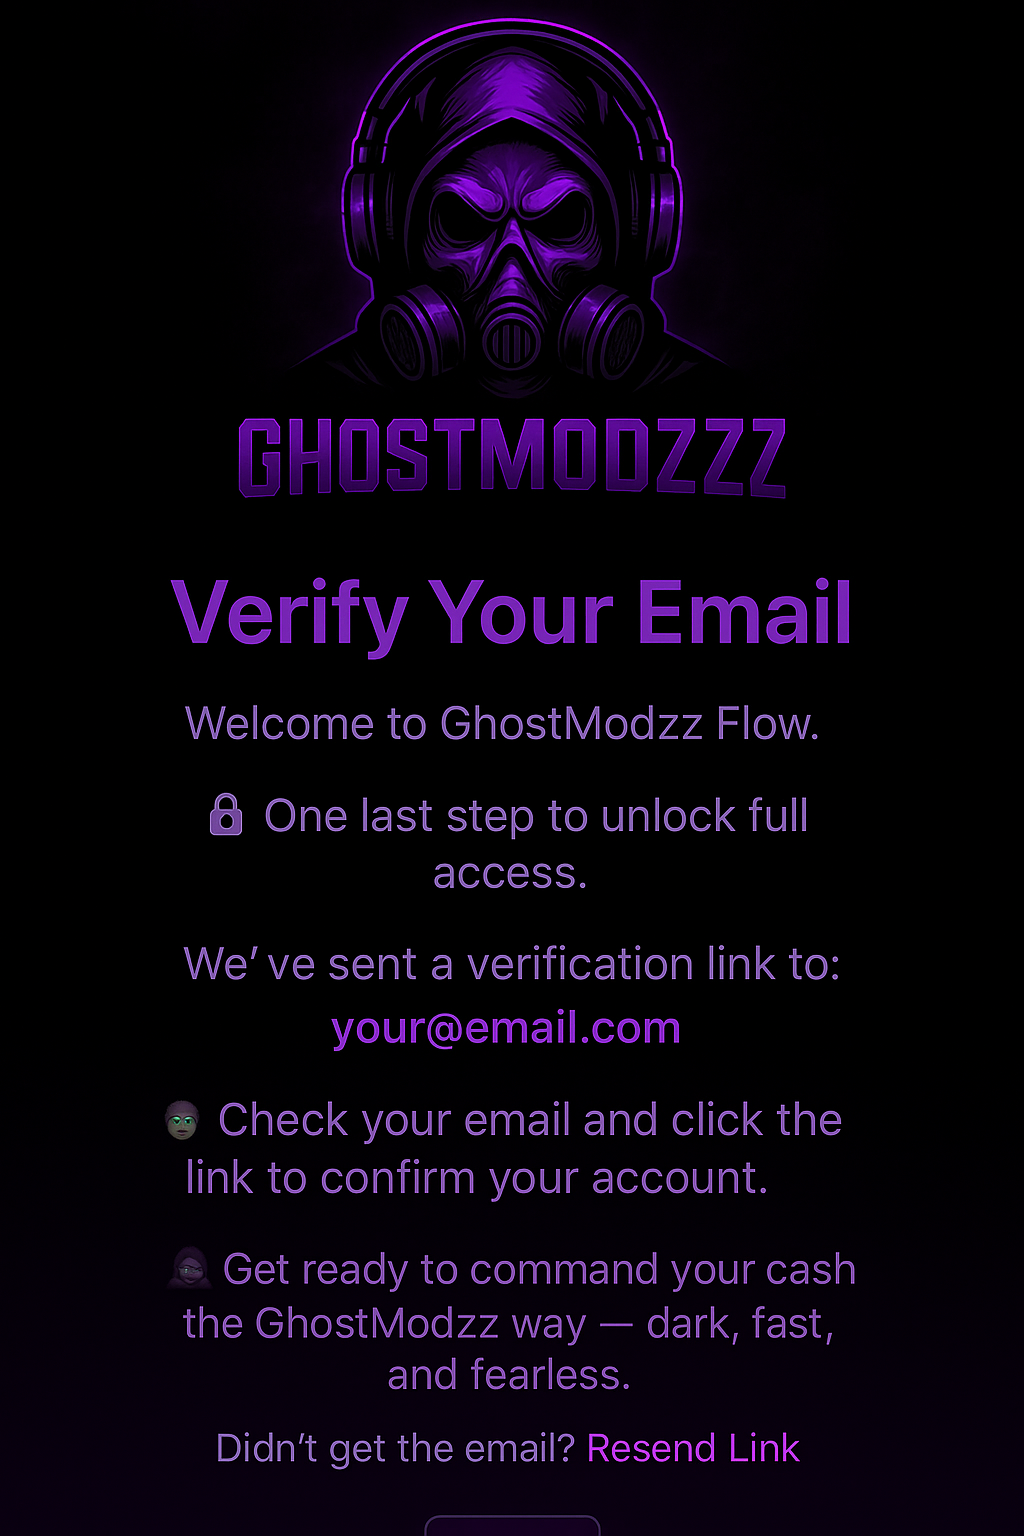 GHOSTMODZZZ
Verify Your Email
Welcome to GhostModzz Flow.
🔒 One last step to unlock full
access.
We’ ve sent a verification link to:
your@email.com
Check your email and click the
link to confirm your account.
Get ready to command your cash
the GhostModzz way — dark, fast,
and fearless.
Didn’t get the email? Resend Link